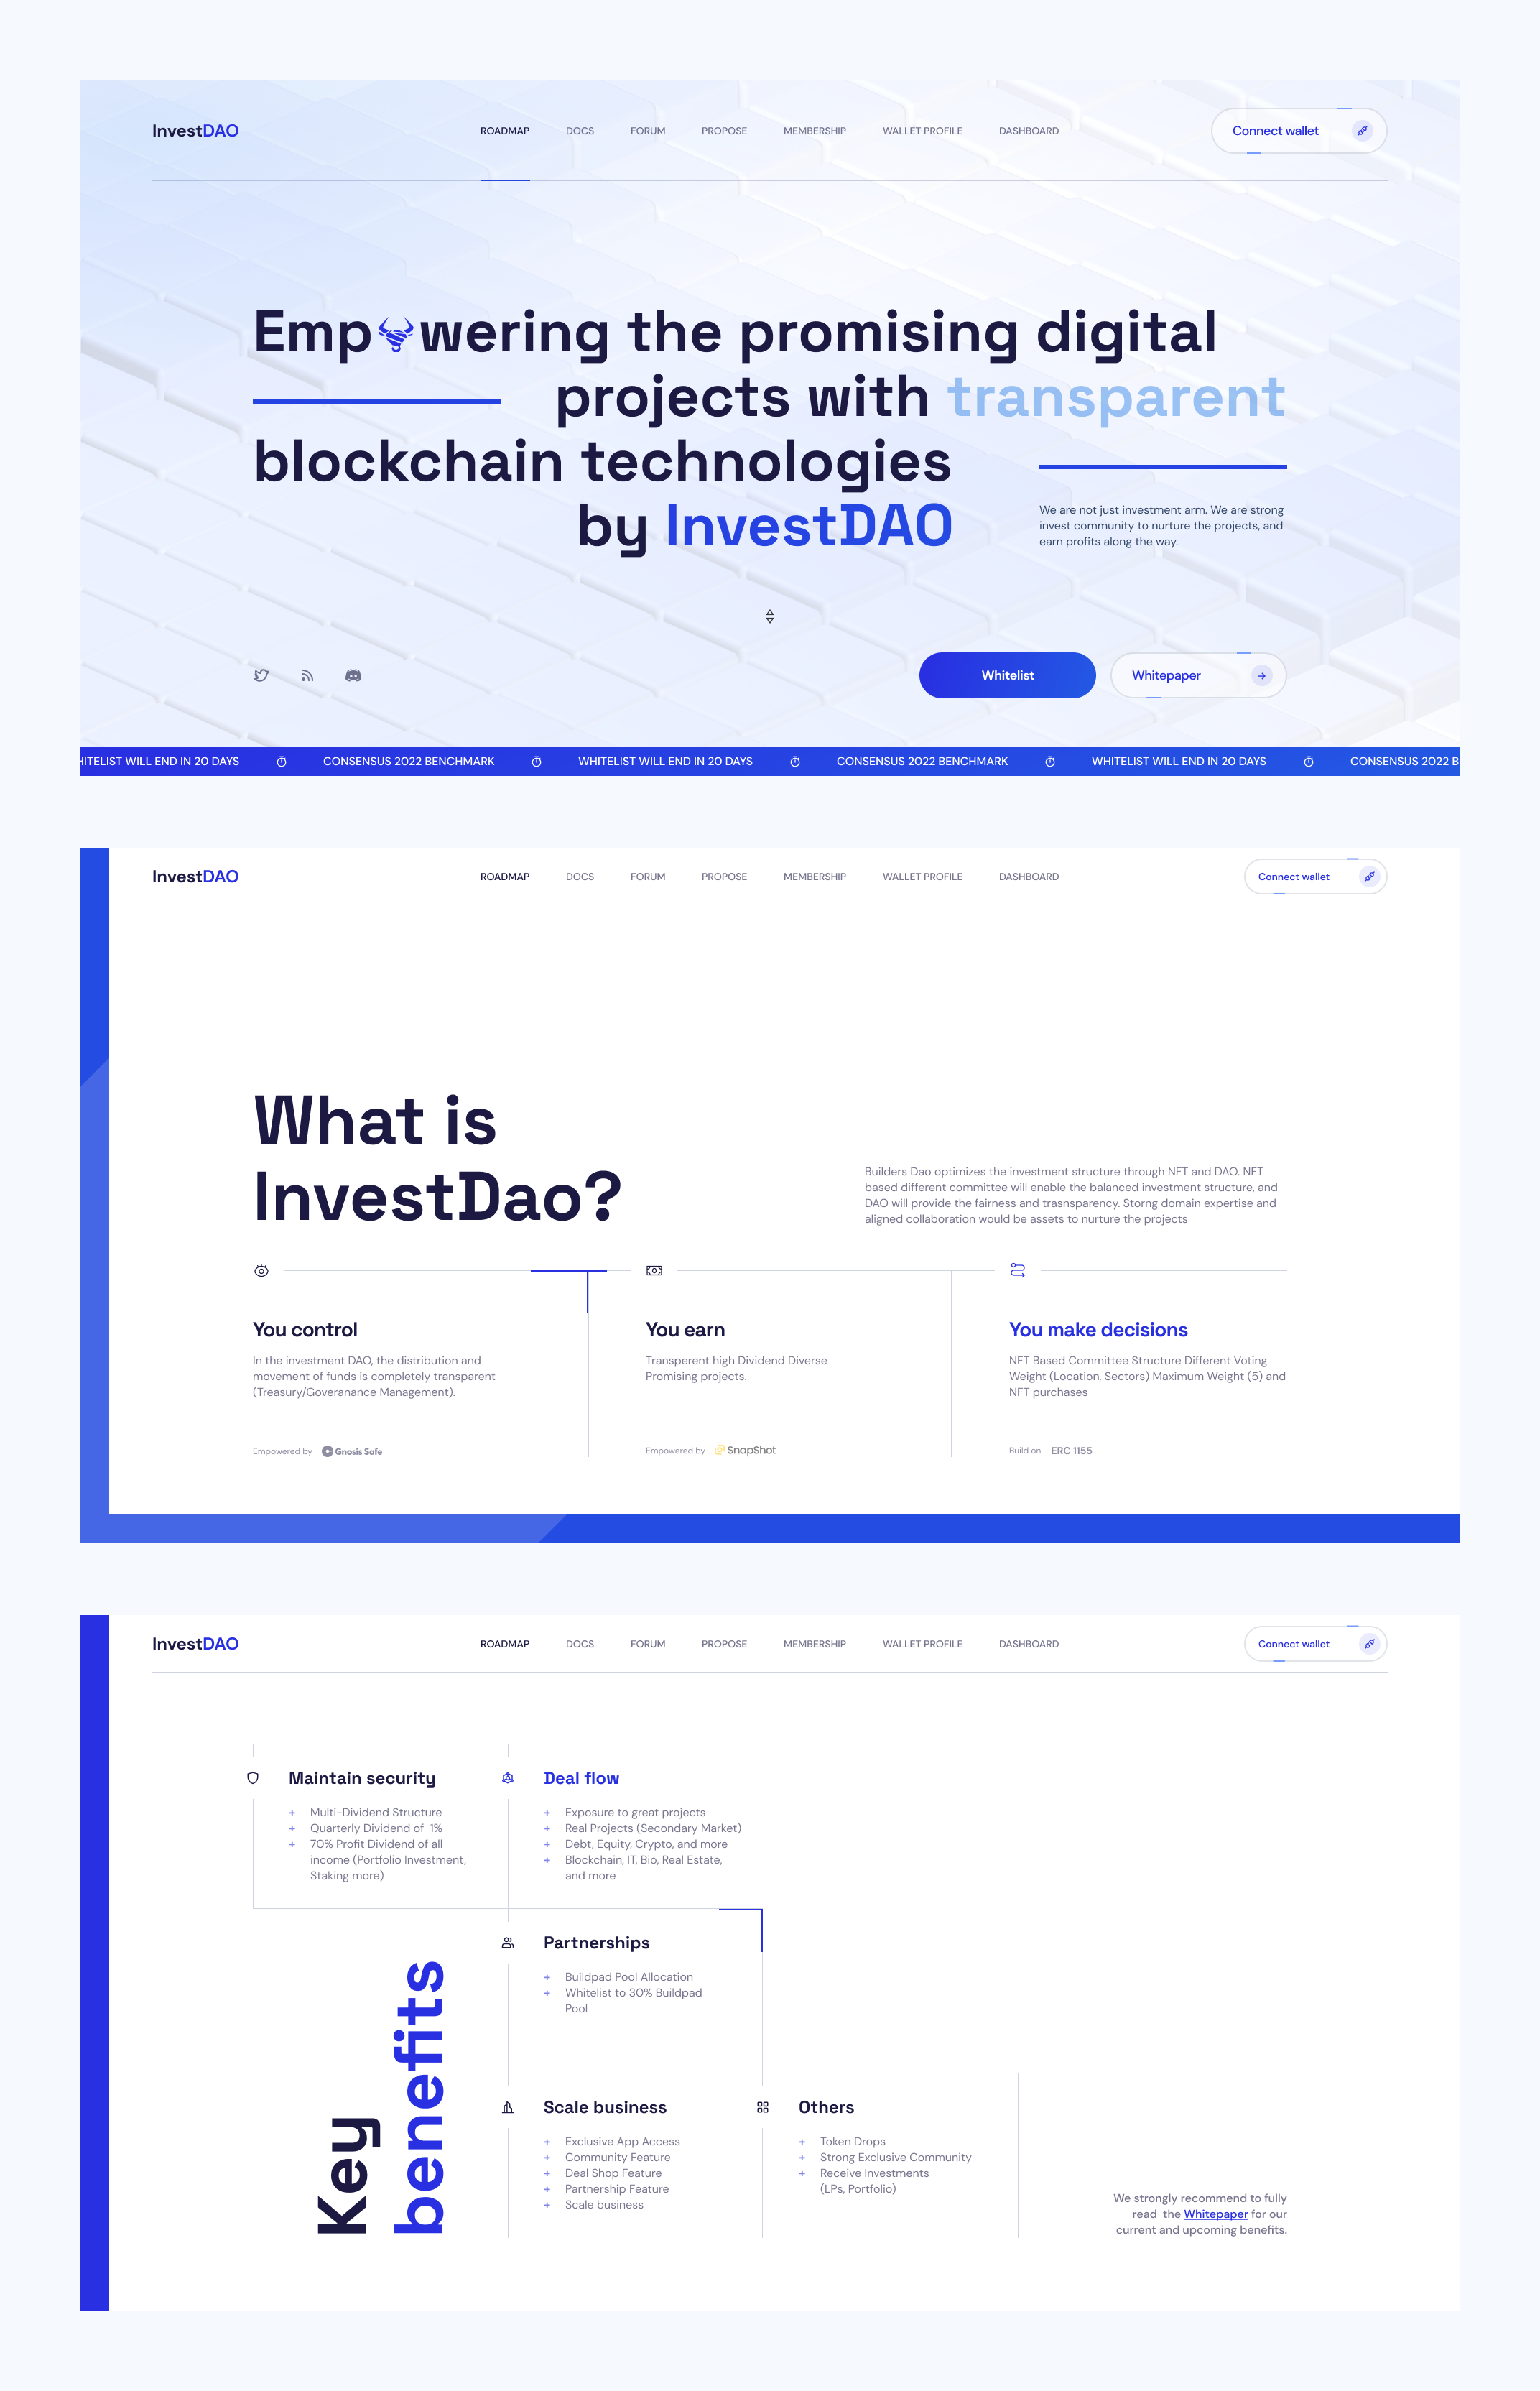 InvestDAO
ROADMAP DOCS FORUM PROPOSE MEMBERSHIP WALLET PROFILE DASHBOARD
Connect wallet
Empowering the promising digital
projects with transparent
blockchain technologies
by InvestDAO
We are not just investment arm. We are strong
invest community to nurture the projects, and
earn profits along the way.
Whitelist
Whitepaper
HITELIST WILL END IN 20 DAYS CONSENSUS 2022 BENCHMARK WHITELIST WILL END IN 20 DAYS CONSENSUS 2022 BENCHMARK WHITELIST WILL END IN 20 DAYS CONSENSUS 2022 B
InvestDAO
ROADMAP DOCS FORUM PROPOSE MEMBERSHIP WALLET PROFILE DASHBOARD
Connect wallet
What is
InvestDao?
Builders Dao optimizes the investment structure through NFT and DAO. NFT
based different committee will enable the balanced investment structure, and
DAO will provide the fairness and trasnsparency. Storng domain expertise and
aligned collaboration would be assets to nurture the projects
You control
In the investment DAO, the distribution and
movement of funds is completely transparent
(Treasury/Goveranance Management).
Empowered by Gnosis Safe
You earn
Transperent high Dividend Diverse
Promising projects.
Empowered by SnapShot
You make decisions
NFT Based Committee Structure Different Voting
Weight (Location, Sectors) Maximum Weight (5) and
NFT purchases
Build on ERC 1155
InvestDAO
ROADMAP DOCS FORUM PROPOSE MEMBERSHIP WALLET PROFILE DASHBOARD
Connect wallet
Maintain security
+ Multi-Dividend Structure
+ Quarterly Dividend of 1%
+ 70% Profit Dividend of all
income (Portfolio Investment,
Staking more)
Deal flow
+ Exposure to great projects
+ Real Projects (Secondary Market)
+ Debt, Equity, Crypto, and more
+ Blockchain, IT, Bio, Real Estate,
and more
Partnerships
+ Buildpad Pool Allocation
+ Whitelist to 30% Buildpad
Pool
Key
benefits
Scale business
+ Exclusive App Access
+ Community Feature
+ Deal Shop Feature
+ Partnership Feature
+ Scale business
Others
+ Token Drops
+ Strong Exclusive Community
+ Receive Investments
(LPs, Portfolio)
We strongly recommend to fully
read the Whitepaper for our
current and upcoming benefits.